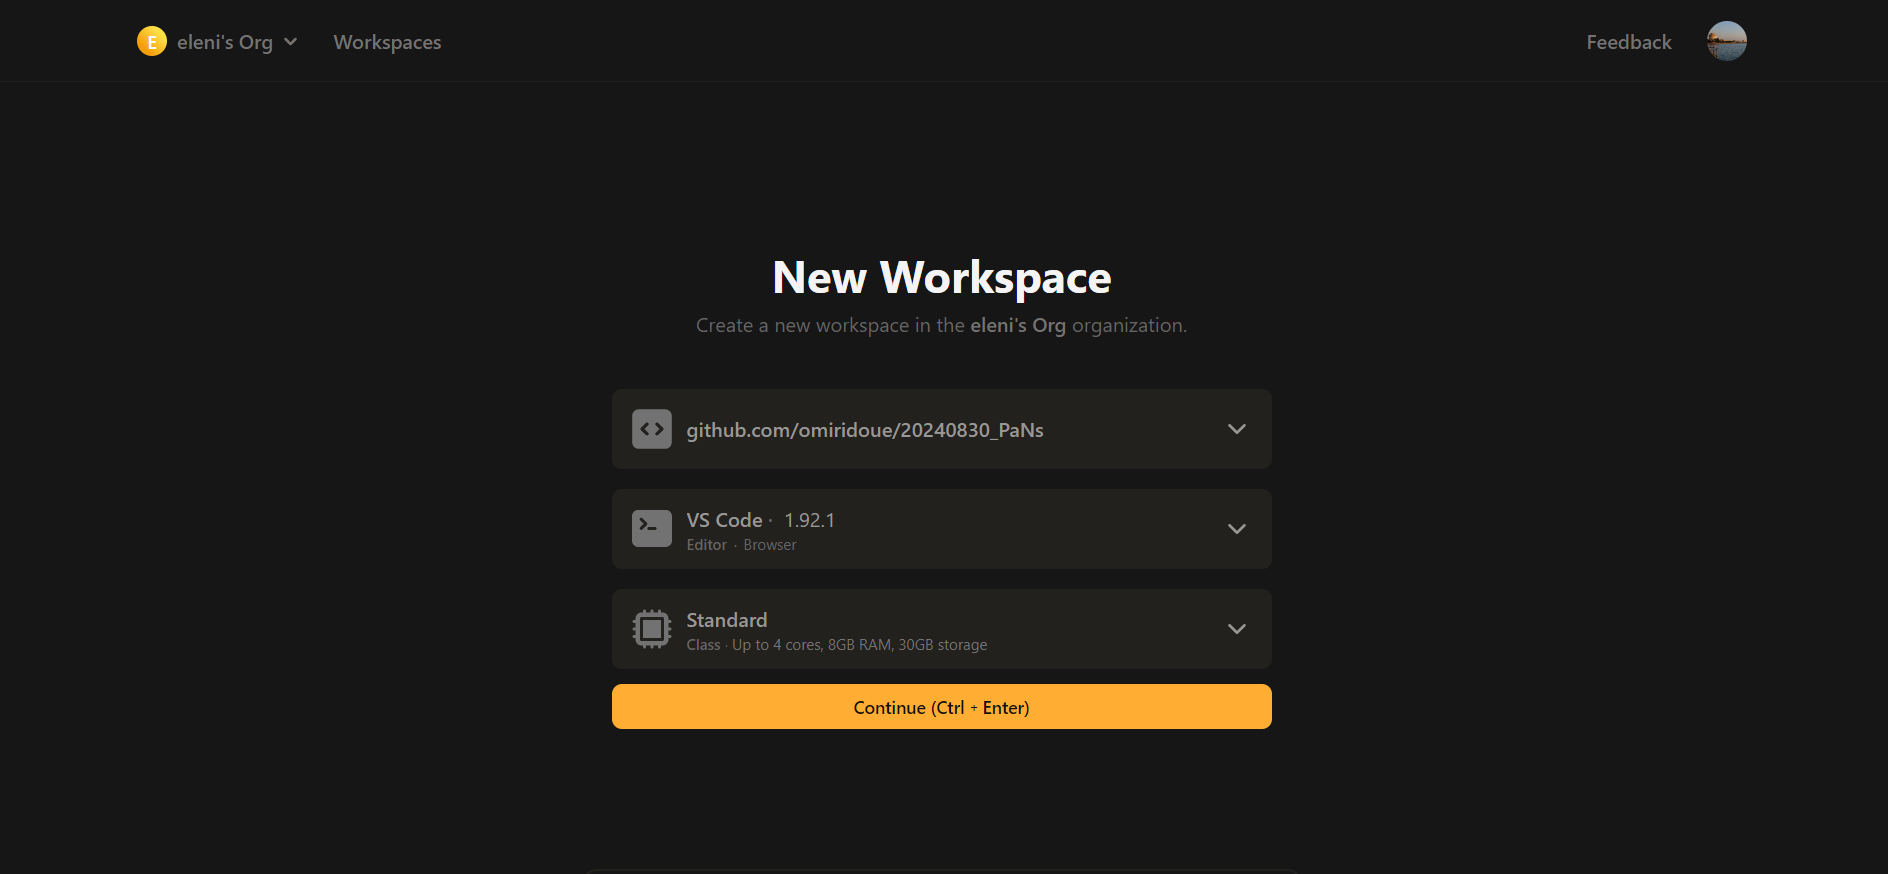 E eleni's Org Workspaces Feedback
New Workspace
Create a new workspace in the eleni's Org organization.
github.com/omiridoue/20240830_PaNs
VS Code · 1.92.1
Editor · Browser
Standard
Class · Up to 4 cores, 8GB RAM, 30GB storage
Continue (Ctrl + Enter)